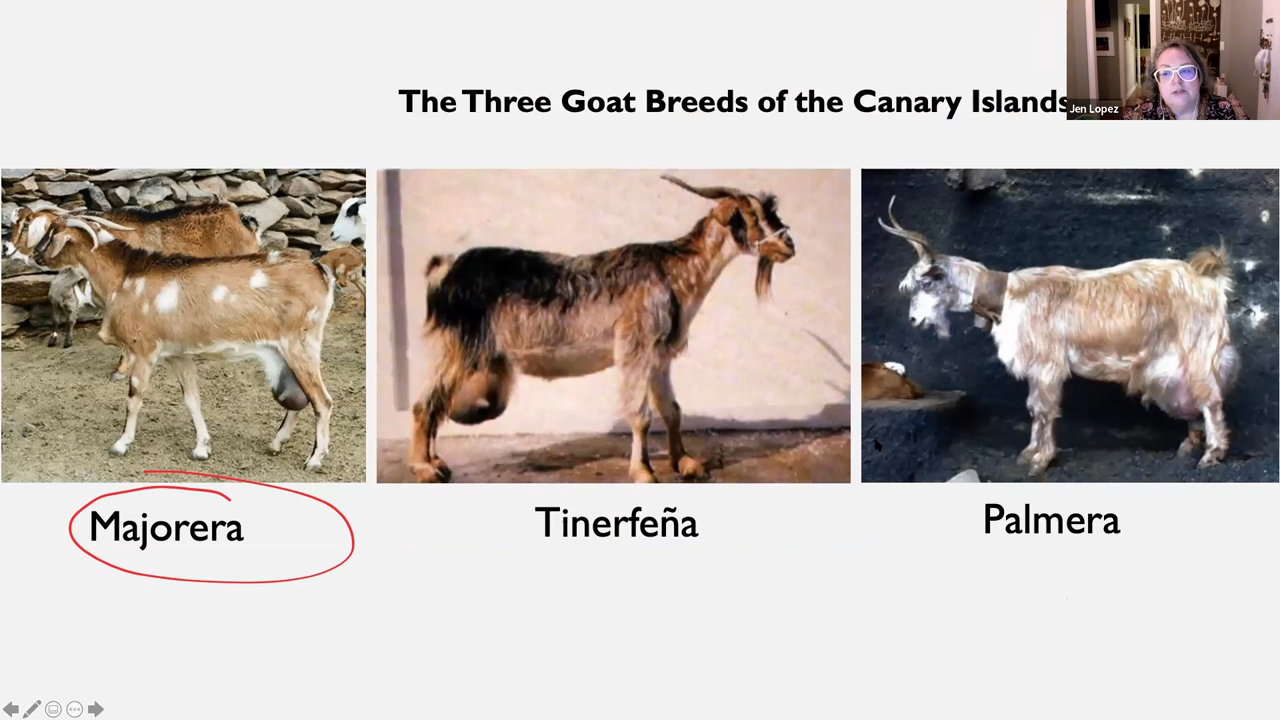 The Three Goat Breeds of the Canary Islands
Jen Lopez
Majorera
Tinerfeña
Palmera